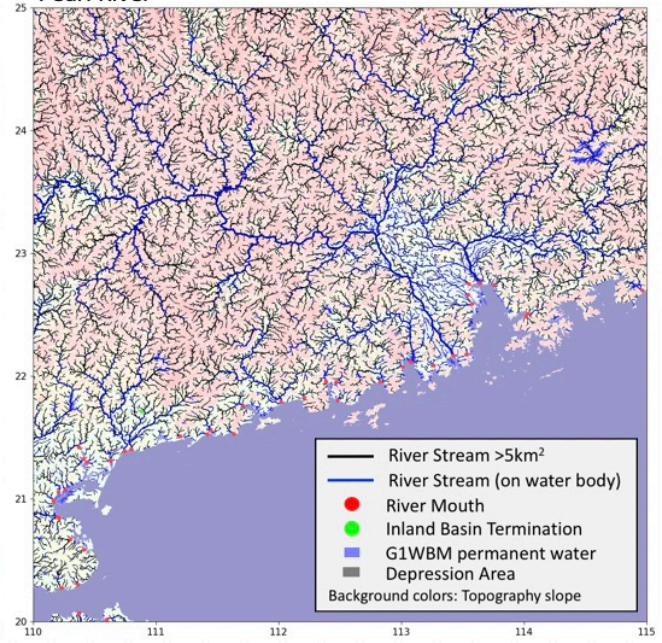 25
24
23
22
21
20
110
111
112
113
114
115
River Stream >5km²
River Stream (on water body)
River Mouth
Inland Basin Termination
G1WBM permanent water
Depression Area
Background colors: Topography slope